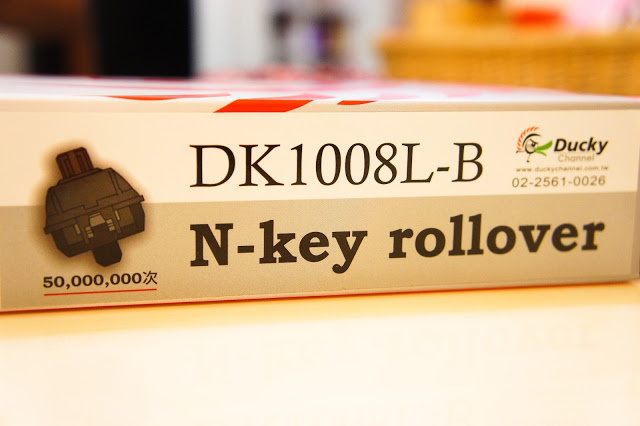 DK1008L-B
Ducky
Channel
www.duckychannel.com.tw
02-2561-0026
N-key rollover
50,000,000次